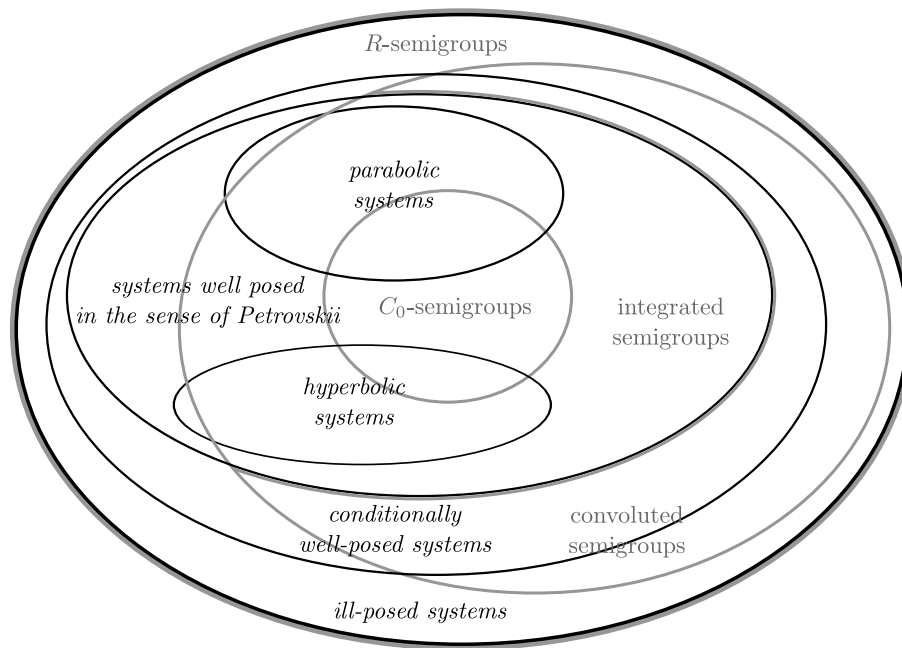 R-semigroups
parabolic
systems
systems well posed
in the sense of Petrovskii
C₀-semigroups
integrated
semigroups
hyperbolic
systems
conditionally
well-posed systems
convoluted
semigroups
ill-posed systems